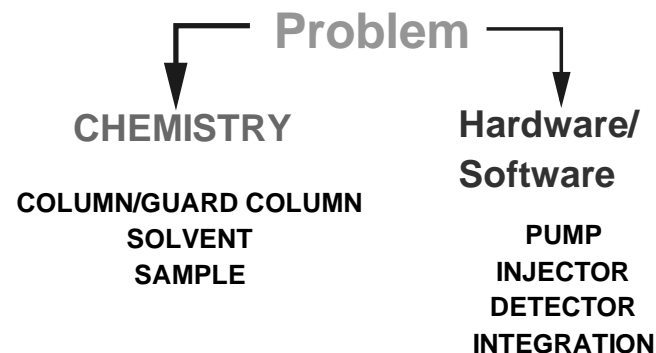 Problem
CHEMISTRY
COLUMN/GUARD COLUMN
SOLVENT
SAMPLE
Hardware/
Software
PUMP
INJECTOR
DETECTOR
INTEGRATION